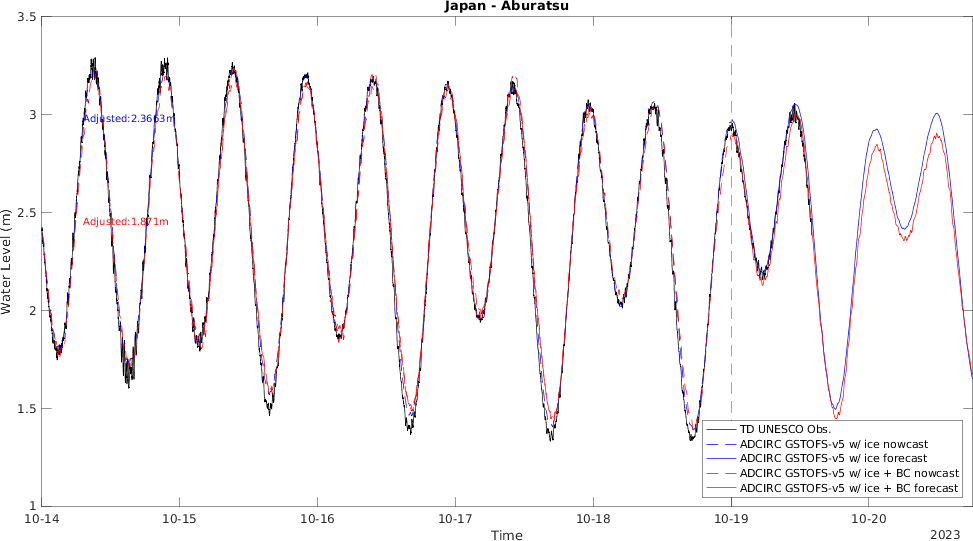 Japan - Aburatsu
3.5
3
2.5
2
1.5
1
Water Level (m)
Adjusted:2.3663m
Adjusted:1.871m
TD UNESCO Obs.
ADCIRC GSTOFS-v5 w/ ice nowcast
ADCIRC GSTOFS-v5 w/ ice forecast
ADCIRC GSTOFS-v5 w/ ice + BC nowcast
ADCIRC GSTOFS-v5 w/ ice + BC forecast
10-14 10-15 10-16 10-17 10-18 10-19 10-20
Time
2023